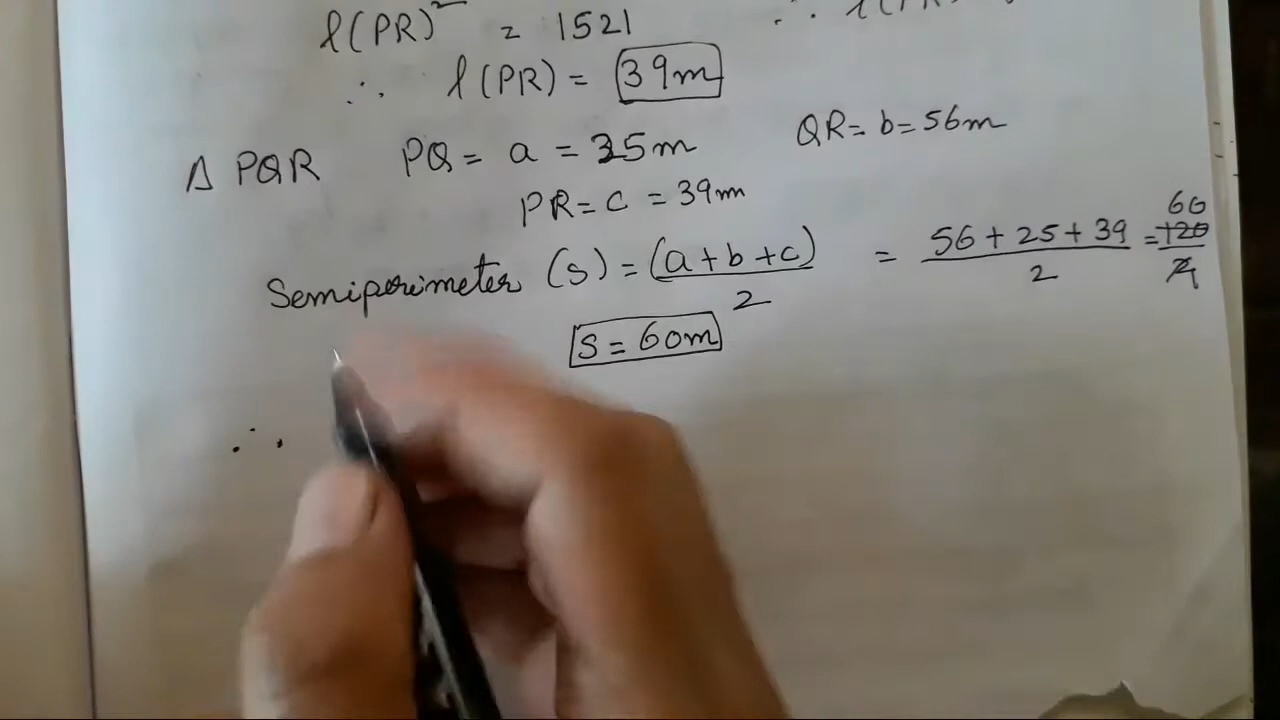 l(PR)² = 1521
∴ l(PR) = 39m
Δ PQR PQ = a = 25m QR = b = 56m
PR = c = 39m
Semiperimeter (s) = (a+b+c)/2 = 56+25+39/2 = 120/2 60
S = 60m
∴